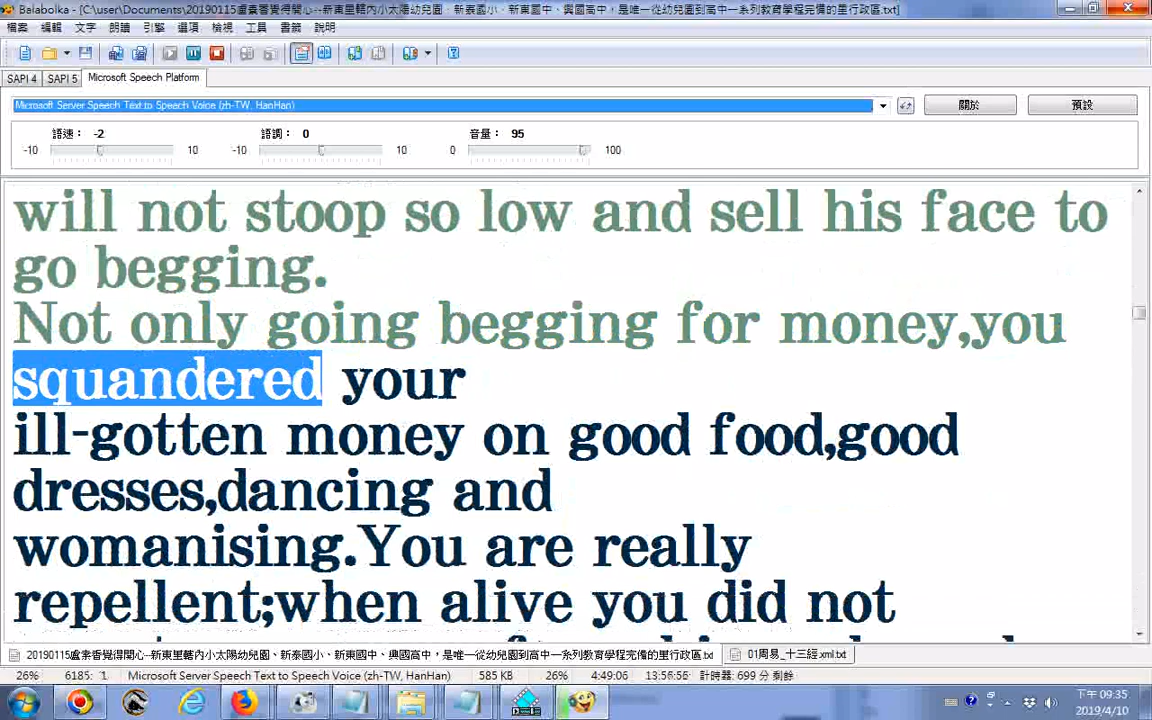 Balabolka - [C:\user\Documents\20190115盧素香覺得開心--新東里轄內小太陽幼兒園、新泰國小、新東國中、興國高中，是唯一從幼兒園到高中一系列教育學程完備的里行政區.txt]
檔案 編輯 文字 朗讀 引擎 選項 檢視 工具 書籤 說明
SAPI 4 SAPI 5 Microsoft Speech Platform
Microsoft Server Speech Text to Speech Voice (zh-TW, HanHan) 關於 預設
語速： -2 語調： 0 音量： 95
-10 10 -10 10 0 100
will not stoop so low and sell his face to
go begging.
Not only going begging for money,you
squandered your
ill-gotten money on good food,good
dresses,dancing and
womanising.You are really
repellent;when alive you did not
20190115盧素香覺得開心--新東里轄內小太陽幼兒園、新泰國小、新東國中、興國高中，是唯一從幼兒園到高中一系列教育學程完備的里行政區.txt 01周易_十三經.xml.txt
26% 6185: 1 Microsoft Server Speech Text to Speech Voice (zh-TW, HanHan) 585 KB 26% 4:49:06 13:56:56 計時器: 699 分 剩餘
下午 09:35
2019/4/10